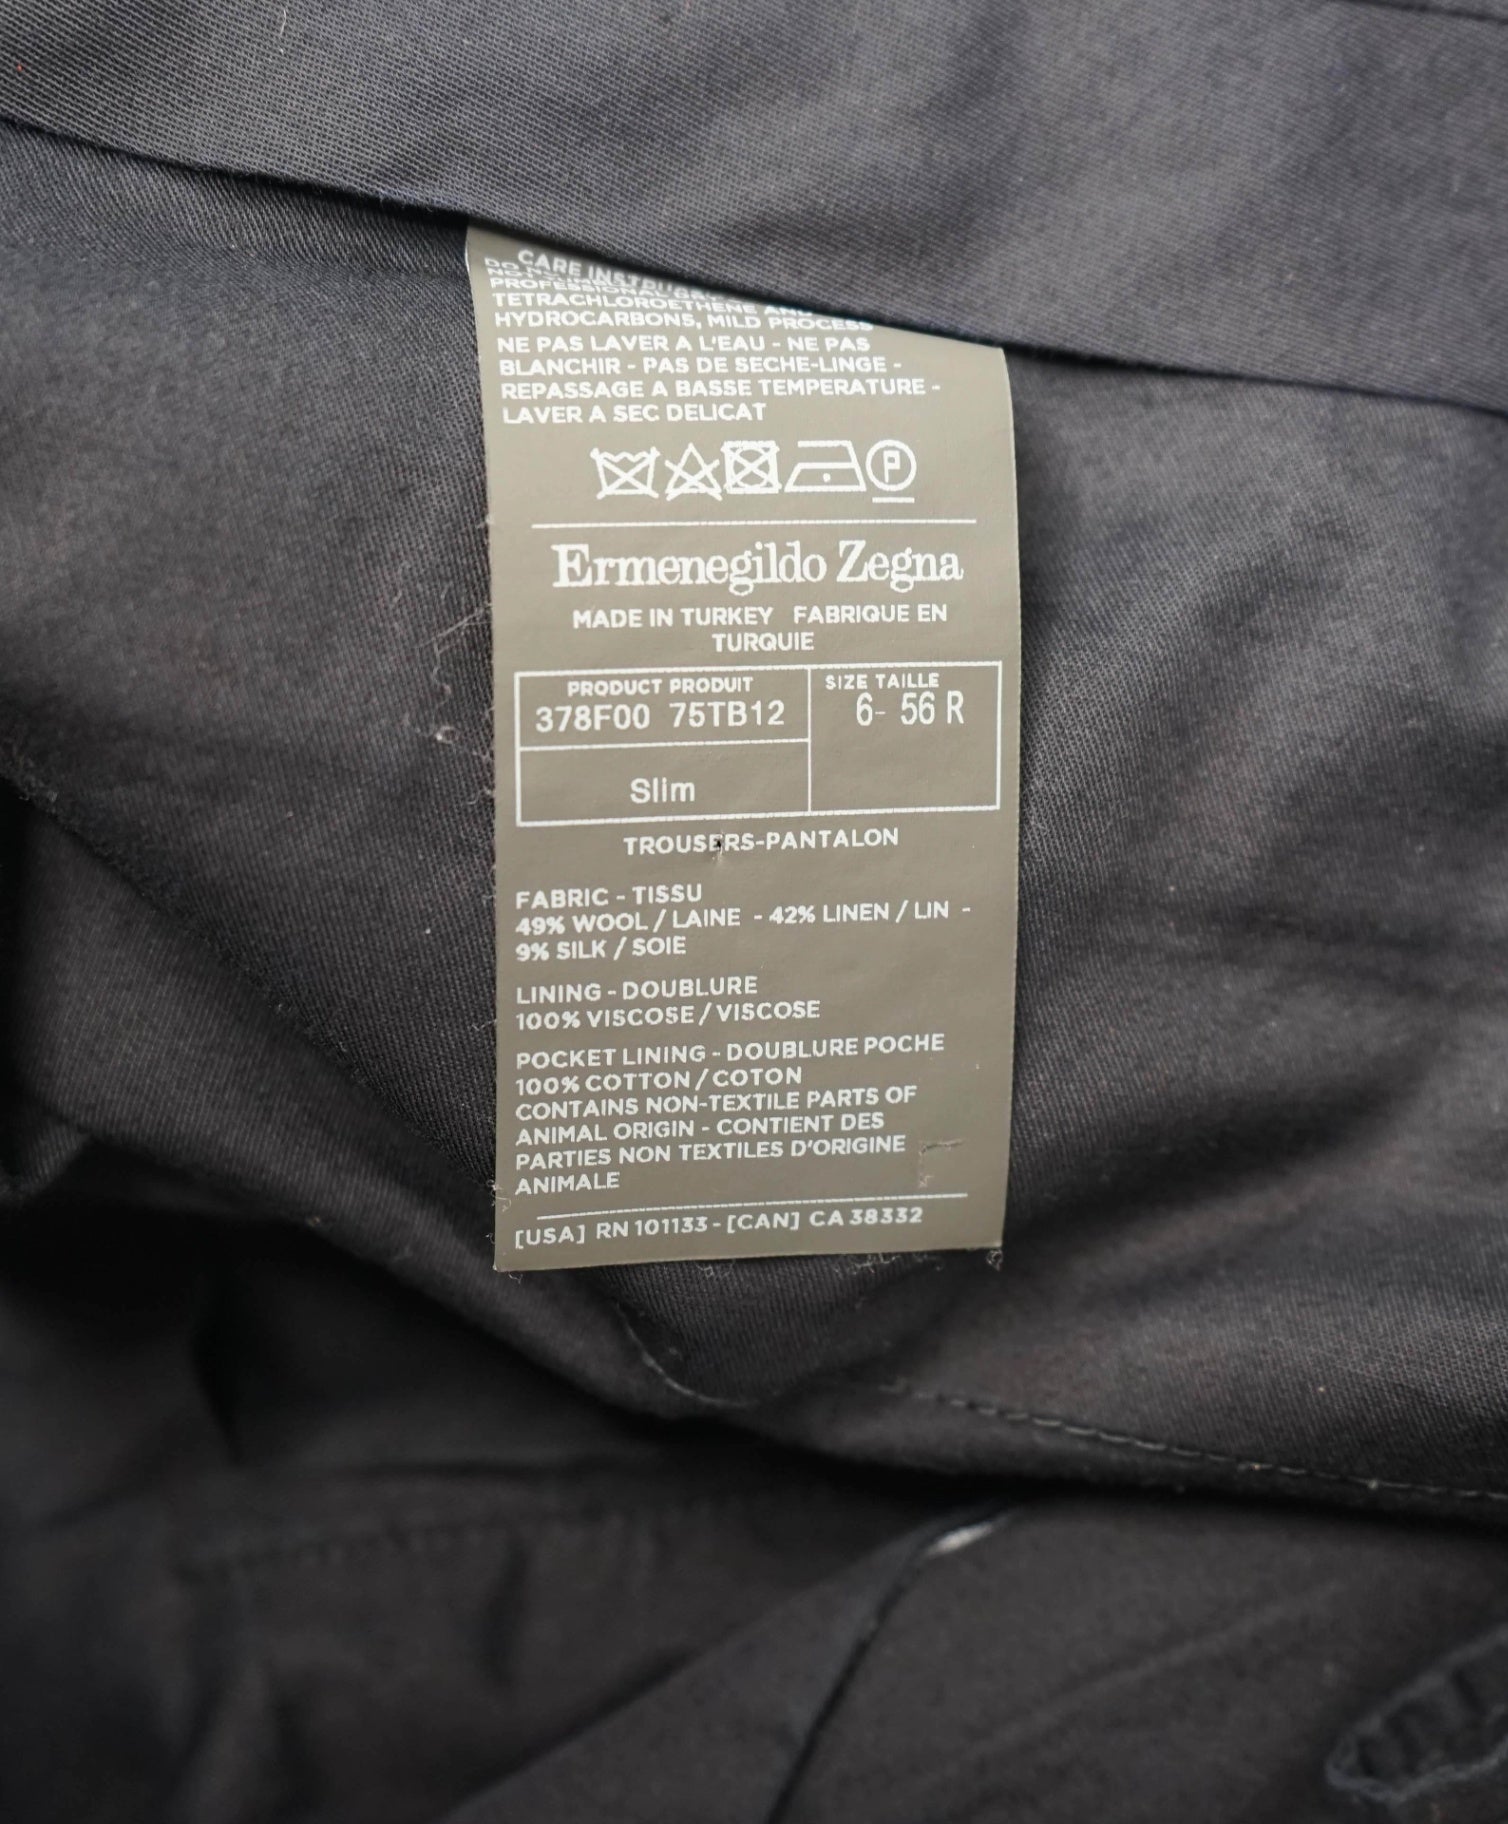 CARE INSTRU
DO
NOT
PROFESSIONAL
TETRACHLOROETHENE AND
HYDROCARBONS, MILD PROCESS
NE PAS LAVER A L'EAU - NE PAS
BLANCHIR - PAS DE SECHE-LINGE -
REPASSAGE A BASSE TEMPERATURE -
LAVER A SEC DELICAT
P
Ermenegildo Zegna
MADE IN TURKEY FABRIQUE EN
TURQUIE
PRODUCT PRODUIT
378F00 75TB12
SIZE TAILLE
6- 56 R
Slim
TROUSERS-PANTALON
FABRIC - TISSU
49% WOOL / LAINE - 42% LINEN / LIN -
9% SILK / SOIE
LINING - DOUBLURE
100% VISCOSE / VISCOSE
POCKET LINING - DOUBLURE POCHE
100% COTTON / COTON
CONTAINS NON-TEXTILE PARTS OF
ANIMAL ORIGIN - CONTIENT DES
PARTIES NON TEXTILES D'ORIGINE
ANIMALE
[USA] RN 101133 - [CAN] CA 38332